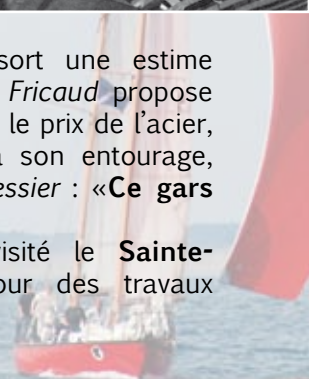 sort une estime
Fricaud propose
le prix de l'acier,
son entourage,
essier : «Ce gars
isité le Sainte-
our des travaux